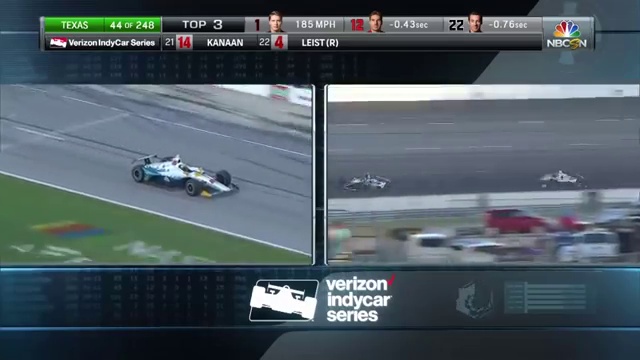 TEXAS 44 OF 248 TOP 3 1 185 MPH 12 -0.43sec 22 -0.76sec
Verizon IndyCar Series 21 14 KANAAN 22 4 LEIST (R) NBCSN
verizon
indycar
series